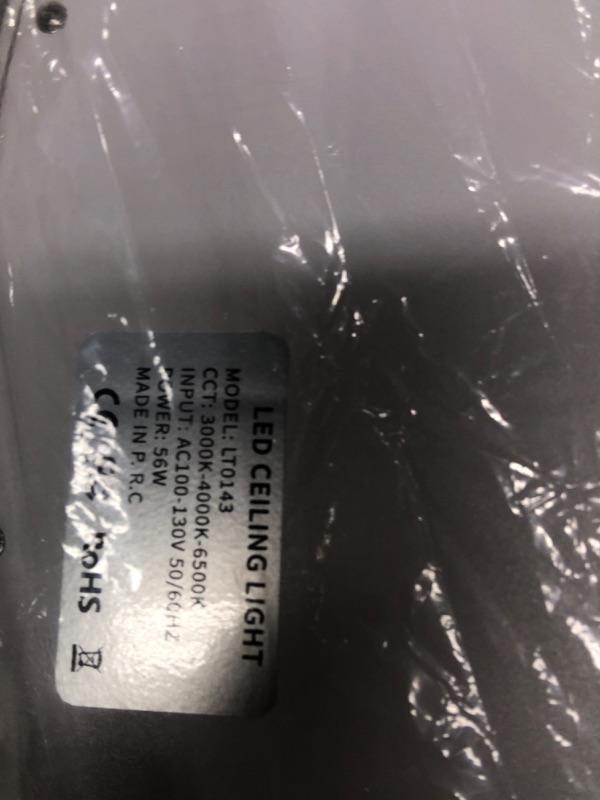 LED CEILING LIGHT
MODEL: LT0143
CCT: 3000K-4000K-6500K
INPUT: AC100-130V 50/60HZ
POWER: 56W
MADE IN P.R.C
CE RoHS